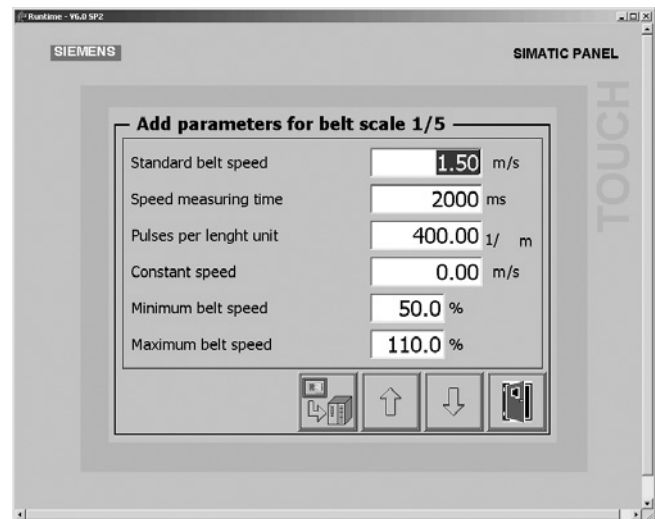 Runtime - V6.0 SP2
SIEMENS
SIMATIC PANEL
TOUCH
Add parameters for belt scale 1/5
Standard belt speed 1.50 m/s
Speed measuring time 2000 ms
Pulses per lenght unit 400.00 1/ m
Constant speed 0.00 m/s
Minimum belt speed 50.0 %
Maximum belt speed 110.0 %